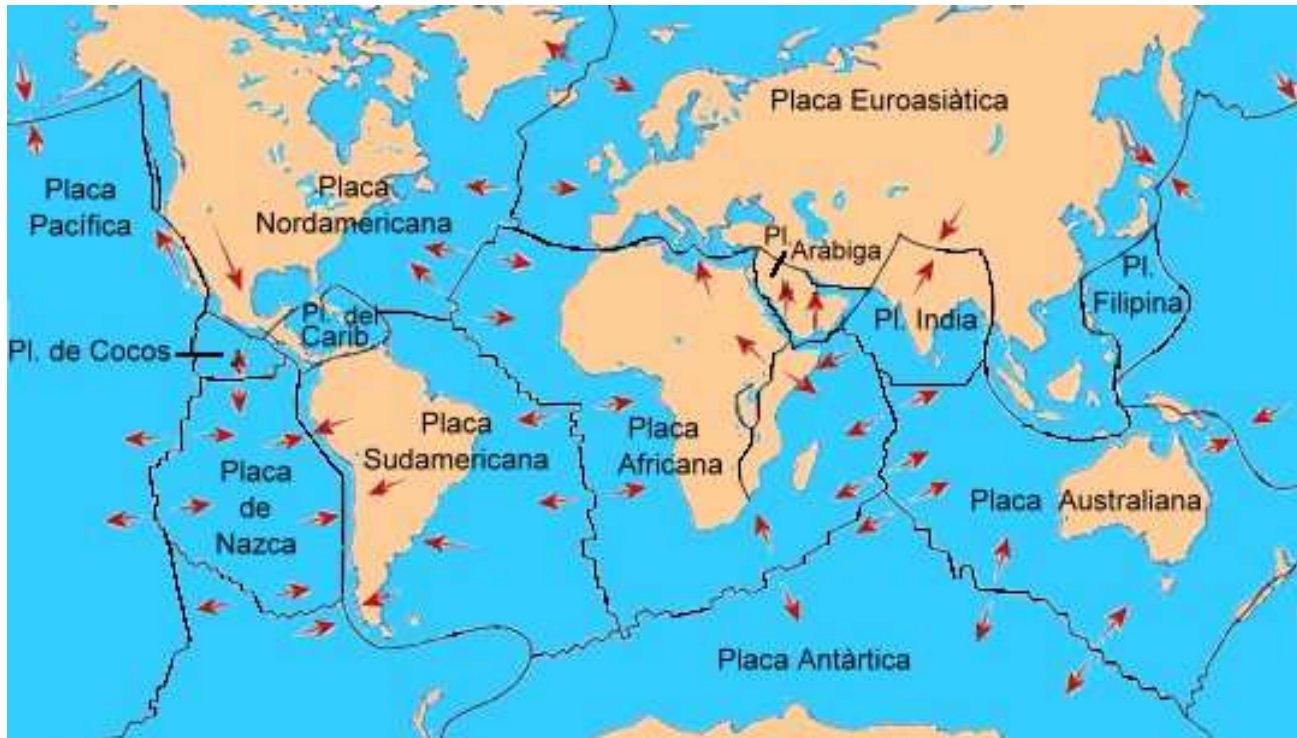 Placa Euroasiàtica
Placa
Pacífica
Placa
Nordamericana
Pl.
Aràbiga
Pl.
Filipina
Pl. del
Carib
Pl. India
Pl. de Cocos
Placa
Sudamericana
Placa
Africana
Placa
de
Nazca
Placa Australiana
Placa Antàrtica